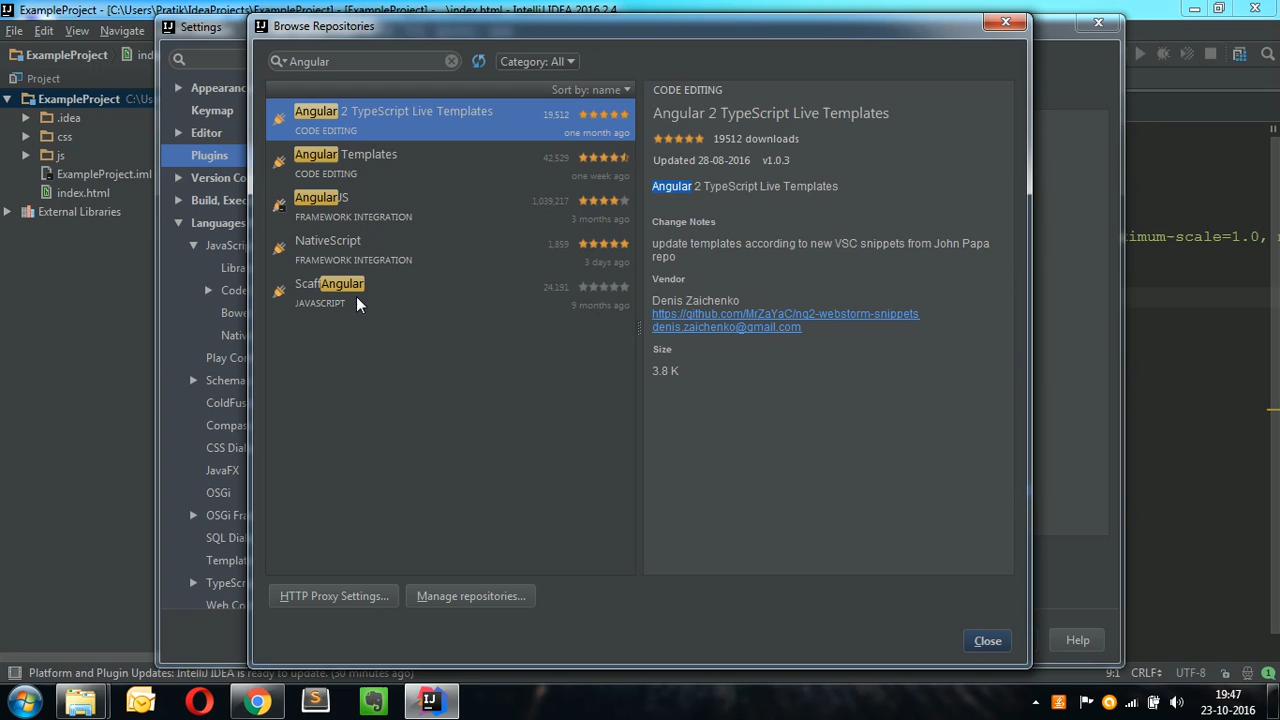 ExampleProject - [C:\Users\Pratik\IdeaProjects\ExampleProject] - [ExampleProject] - ...\index.html - IntelliJ IDEA 2016.2.4
File Edit View Navigate
Settings
Browse Repositories
ExampleProject
Project
ExampleProject C:\Us
.idea
css
js
ExampleProject.iml
index.html
External Libraries
Appearan
Keymap
Editor
Plugins
Version Co
Build, Exec
Languages
JavaScrip
Libra
Code
Bowe
Nativ
Play Con
Schema
ColdFus
Compas
CSS Dial
JavaFX
OSGi
OSGi Fra
SQL Dial
Templat
TypeScr
Web Co
Angular
Category: All
Sort by: name
Angular 2 TypeScript Live Templates 19,512
CODE EDITING one month ago
Angular Templates 42,529
CODE EDITING one week ago
AngularJS 1,039,217
FRAMEWORK INTEGRATION 3 months ago
NativeScript 1,859
FRAMEWORK INTEGRATION 3 days ago
ScaffAngular 24,191
JAVASCRIPT 9 months ago
CODE EDITING
Angular 2 TypeScript Live Templates
19512 downloads
Updated 28-08-2016 v1.0.3
Angular 2 TypeScript Live Templates
Change Notes
update templates according to new VSC snippets from John Papa
repo
Vendor
Denis Zaichenko
https://github.com/MrZaYaC/ng2-webstorm-snippets
denis.zaichenko@gmail.com
Size
3.8 K
imum-scale=1.0,
HTTP Proxy Settings...
Manage repositories...
Close
Help
Platform and Plugin Updates: IntelliJ IDEA is ready to update. (30 minutes ago)
9:1 CRLF UTF-8
1
19:47
23-10-2016